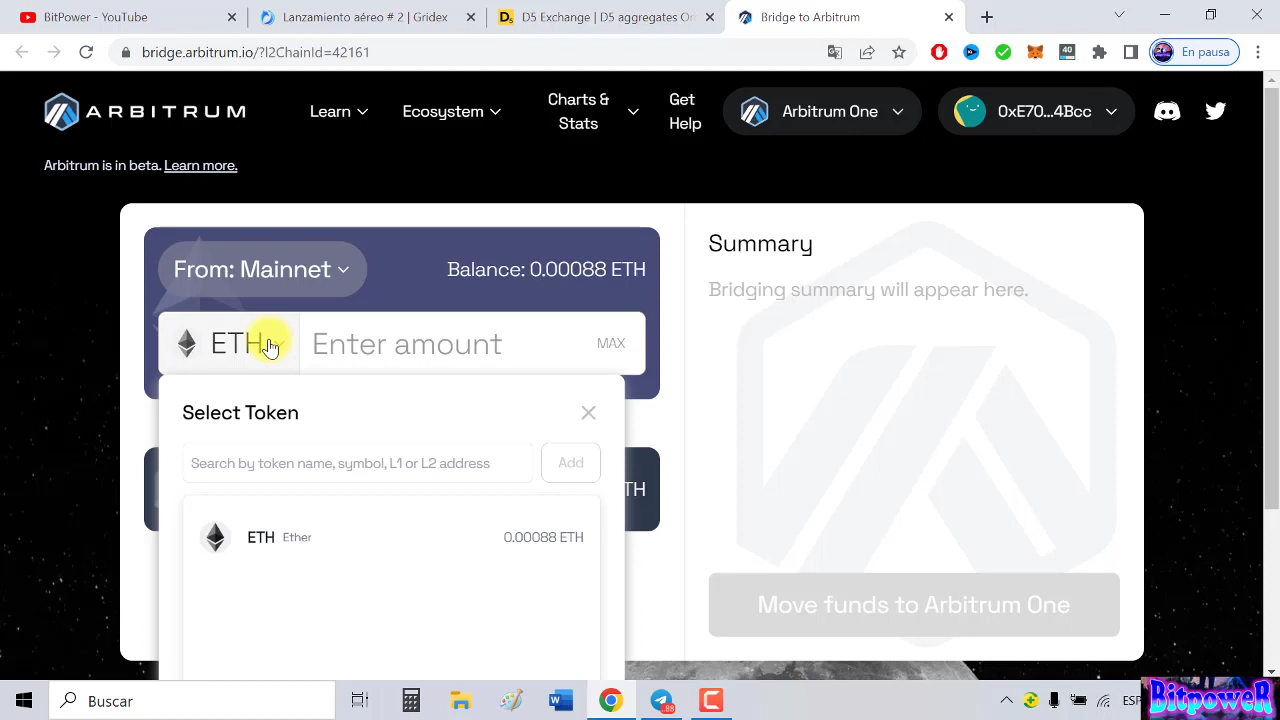 BitPower - YouTube
Lanzamiento aéreo # 2 | Gridex
D5 Exchange | D5 aggregates On
Bridge to Arbitrum
bridge.arbitrum.io/?l2ChainId=42161
40
En pausa
ARBITRUM
Learn
Ecosystem
Charts &
Stats
Get
Help
Arbitrum One
0xE70...4Bcc
Arbitrum is in beta. Learn more.
From: Mainnet
Balance: 0.00088 ETH
ETH
Enter amount
MAX
Select Token
Search by token name, symbol, L1 or L2 address
Add
TH
ETH Ether
0.00088 ETH
Summary
Bridging summary will appear here.
Move funds to Arbitrum One
Buscar
.88
ESP
BitpoweR